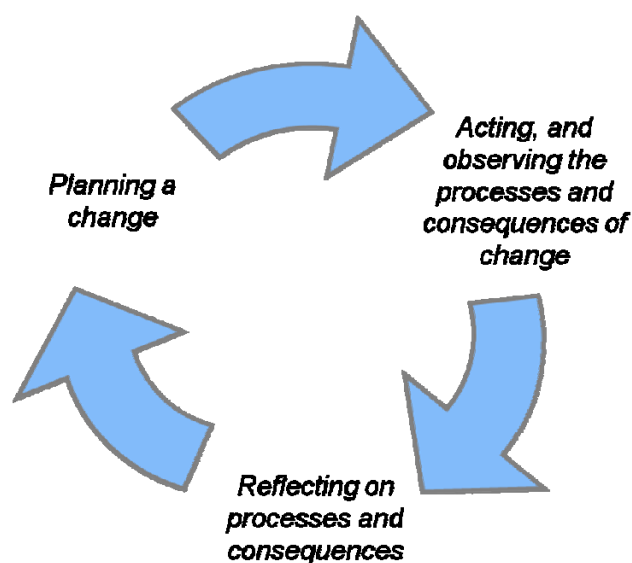 Planning a
change
Acting, and
observing the
processes and
consequences of
change
Reflecting on
processes and
consequences